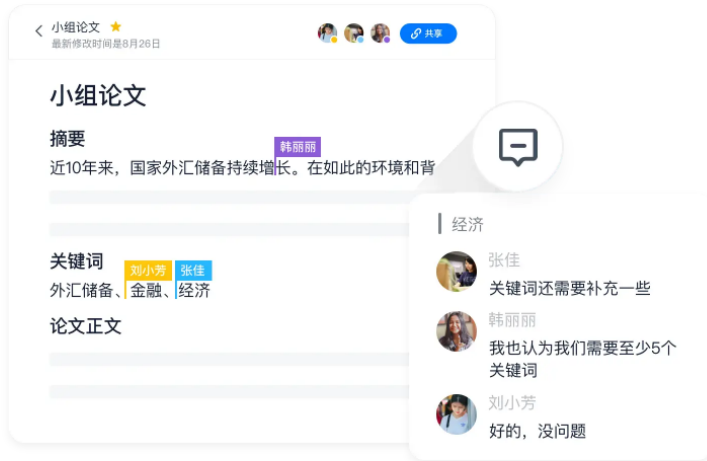 小组论文
最新修改时间是8月26日
共享
小组论文
摘要
韩丽丽
近10年来，国家外汇储备持续增长。在如此的环境和背
关键词
刘小芳 张佳
外汇储备、金融、经济
论文正文
经济
张佳
关键词还需要补充一些
韩丽丽
我也认为我们需要至少5个
关键词
刘小芳
好的，没问题